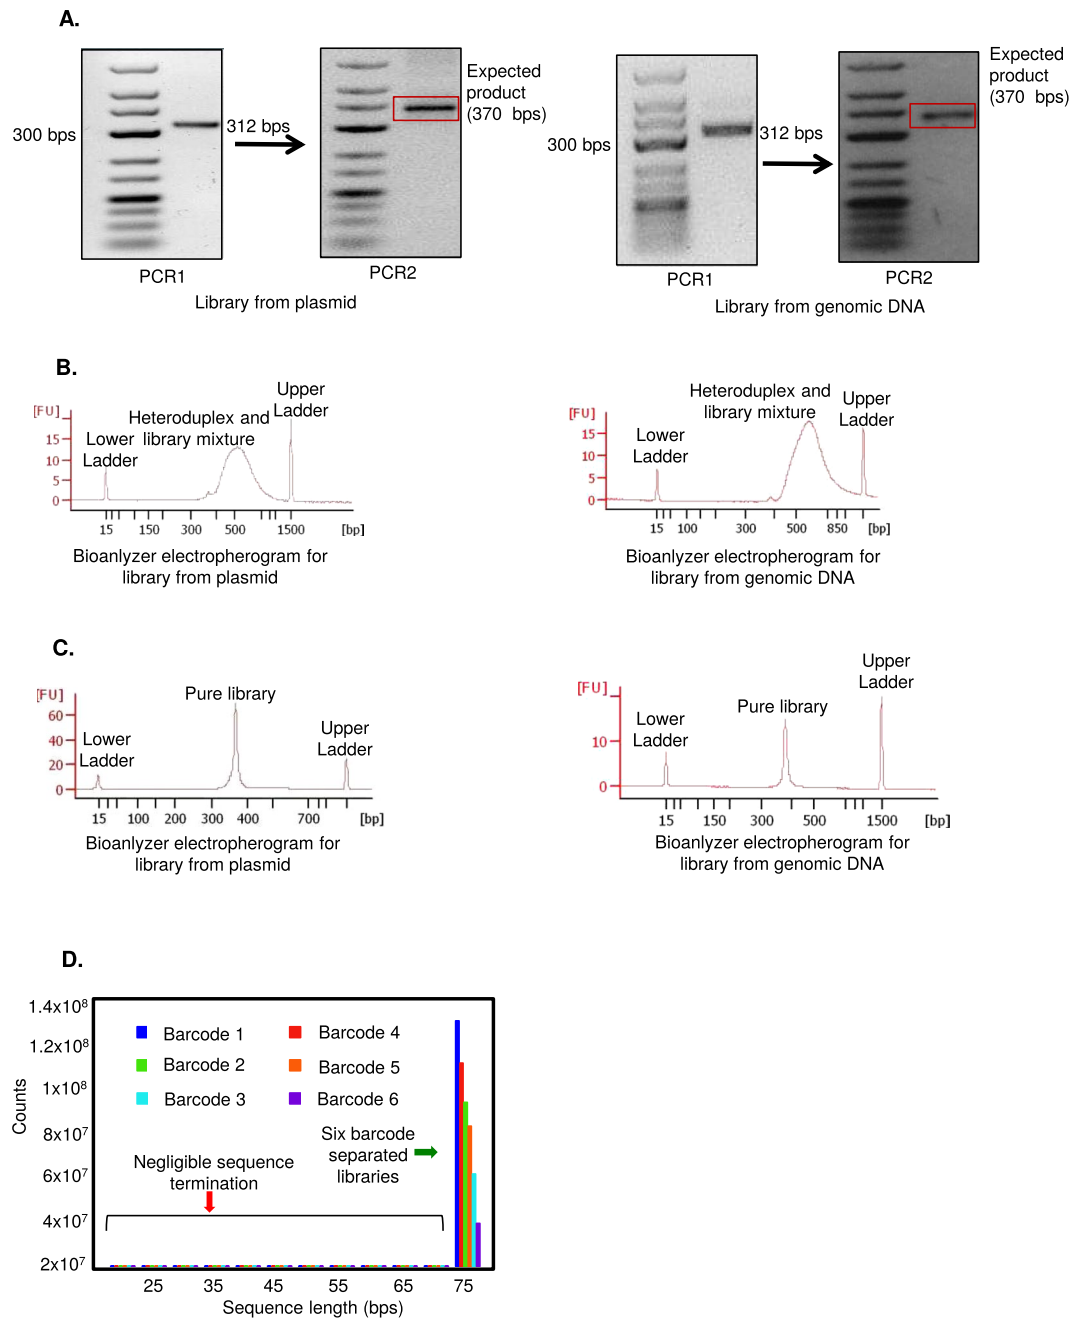 A.
300 bps
312 bps
Expected
product
(370 bps)
PCR1
PCR2
Library from plasmid
300 bps
312 bps
Expected
product
(370 bps)
PCR1
PCR2
Library from genomic DNA
B.
[FU]
15
10
5
0
Lower
Ladder
Heteroduplex and
library mixture
Upper
Ladder
15 150 300 500 1500 [bp]
Bioanlyzer electropherogram for
library from plasmid
[FU]
15
10
5
0
Lower
Ladder
Heteroduplex and
library mixture
Upper
Ladder
15 100 300 500 850 [bp]
Bioanlyzer electropherogram for
library from genomic DNA
C.
[FU]
60
40
20
0
Lower
Ladder
Pure library
Upper
Ladder
15 100 200 300 400 700 [bp]
Bioanlyzer electropherogram for
library from plasmid
[FU]
10
0
Lower
Ladder
Pure library
Upper
Ladder
15 150 300 500 1500 [bp]
Bioanlyzer electropherogram for
library from genomic DNA
D.
Counts
1.4x10⁸
1.2x10⁸
1x10⁸
8x10⁷
6x10⁷
4x10⁷
2x10⁷
Barcode 1
Barcode 2
Barcode 3
Barcode 4
Barcode 5
Barcode 6
Six barcode
separated
libraries
Negligible sequence
termination
25 35 45 55 65 75
Sequence length (bps)